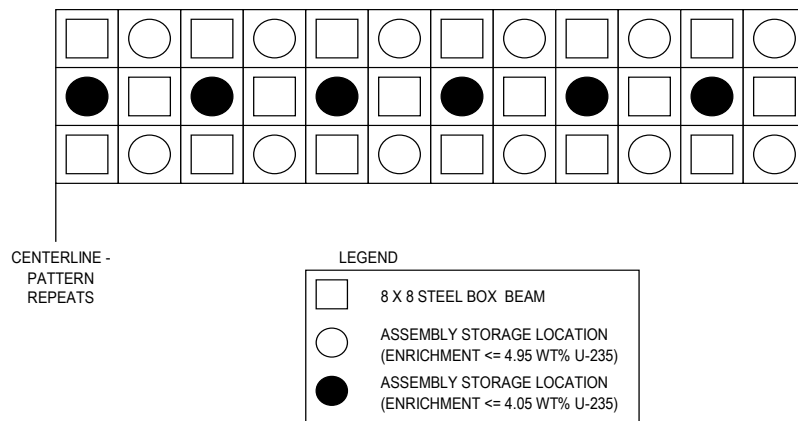 CENTERLINE -
PATTERN
REPEATS
LEGEND
8 X 8 STEEL BOX BEAM
ASSEMBLY STORAGE LOCATION
(ENRICHMENT <= 4.95 WT% U-235)
ASSEMBLY STORAGE LOCATION
(ENRICHMENT <= 4.05 WT% U-235)